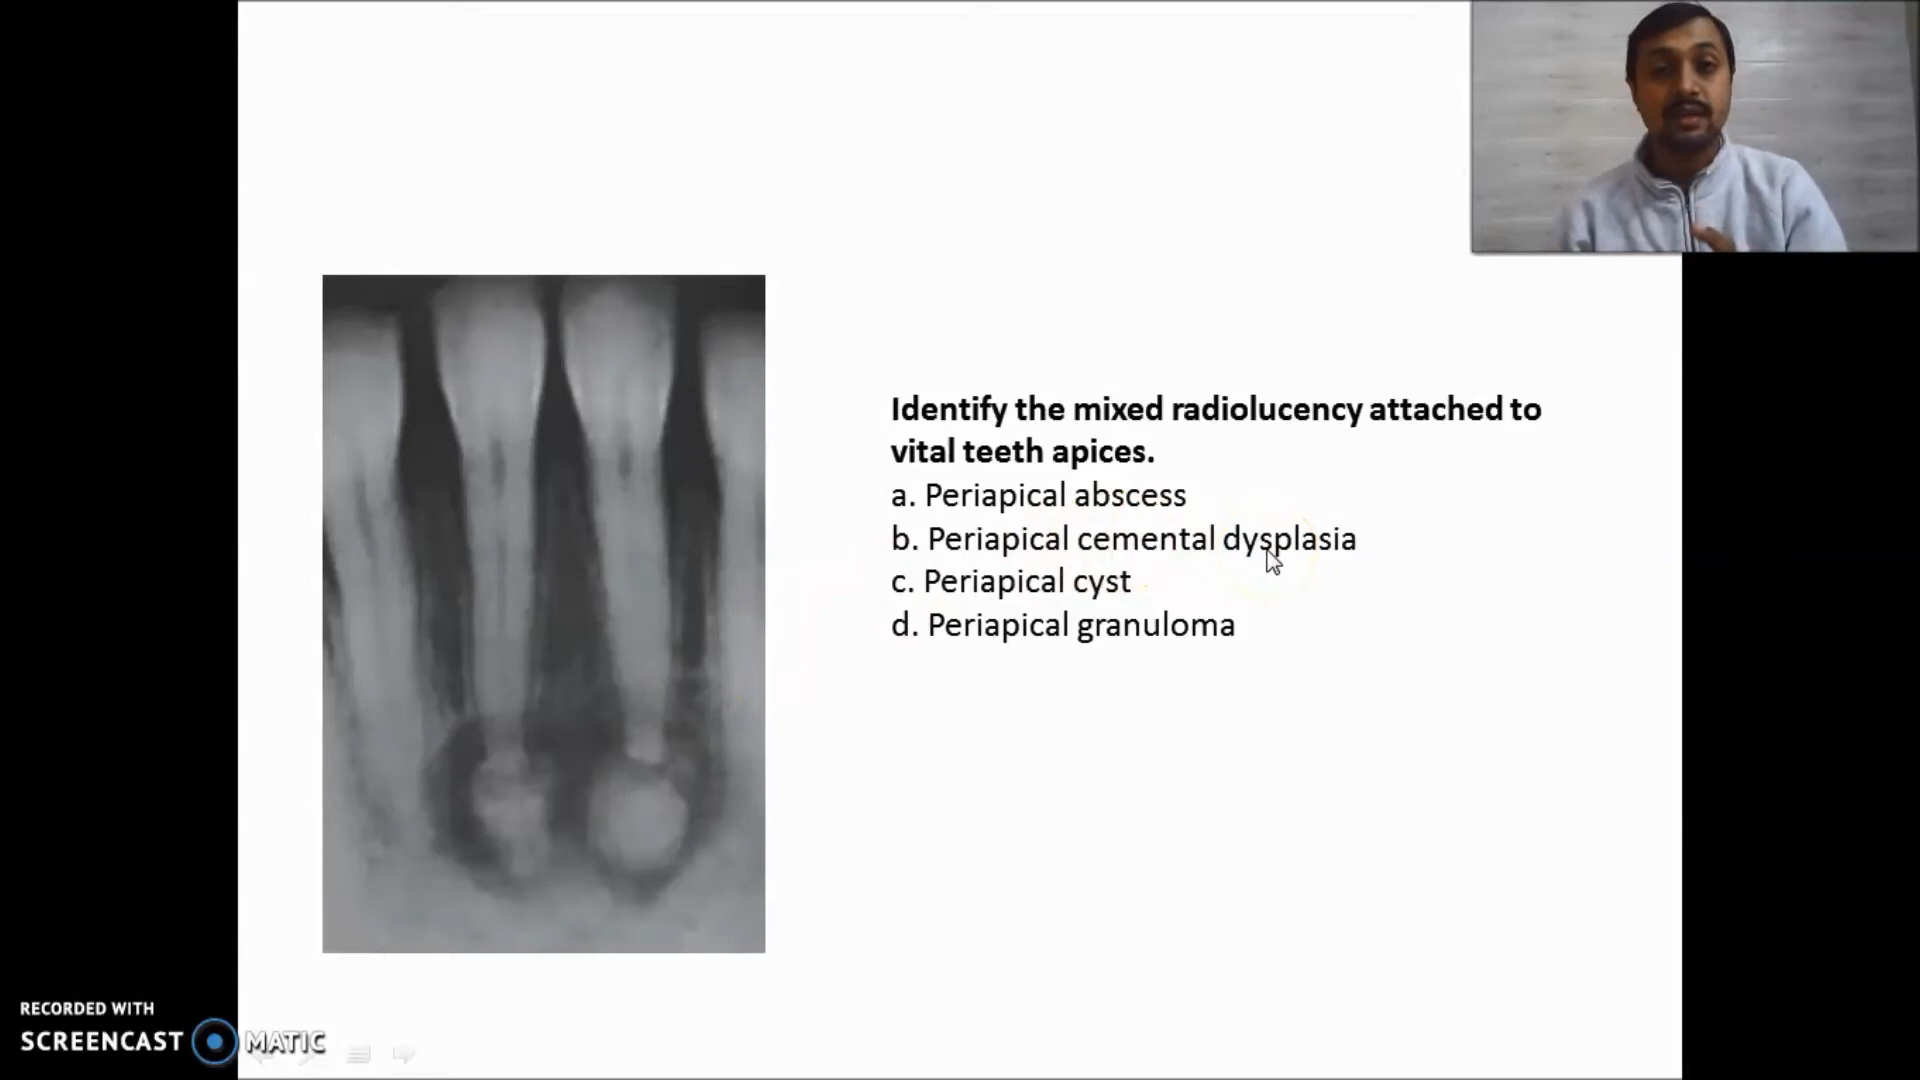 Identify the mixed radiolucency attached to
vital teeth apices.
a. Periapical abscess
b. Periapical cemental dysplasia
c. Periapical cyst
d. Periapical granuloma
RECORDED WITH
SCREENCAST MATIC